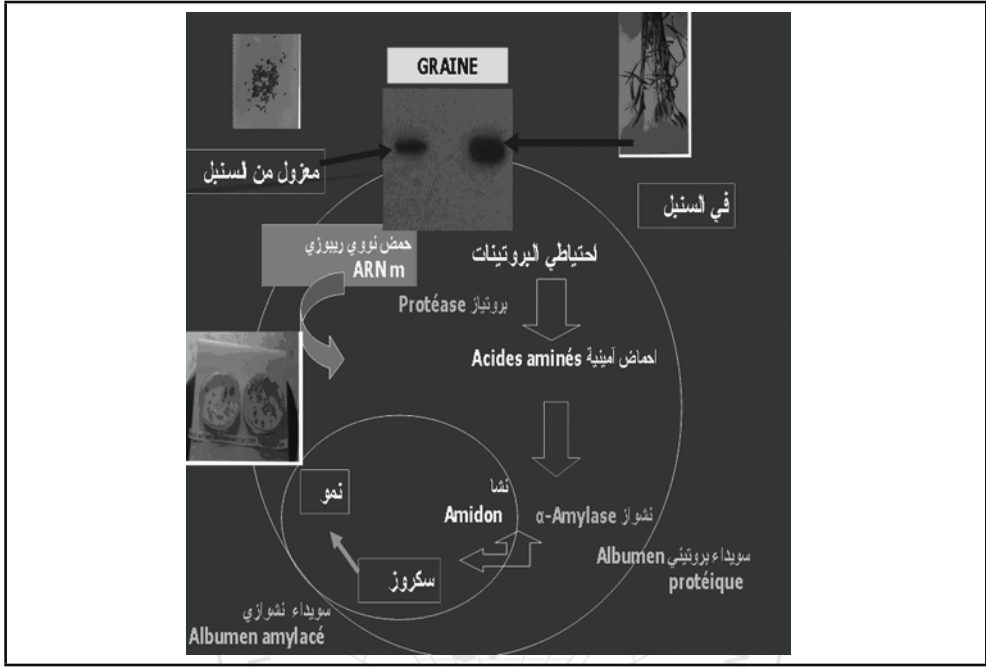 GRAINE
معزول من السنبل
في السنبل
حمض نووي ريبوزي
ARN m
احتياطي البروتينات
Protéase بروتياز
Acides aminés احماض آمينية
نمو
نشا
Amidon
α-Amylase نشواز
سكروز
Albumen سويداء بروتيني
protéique
سويداء نشوازي
Albumen amylacé